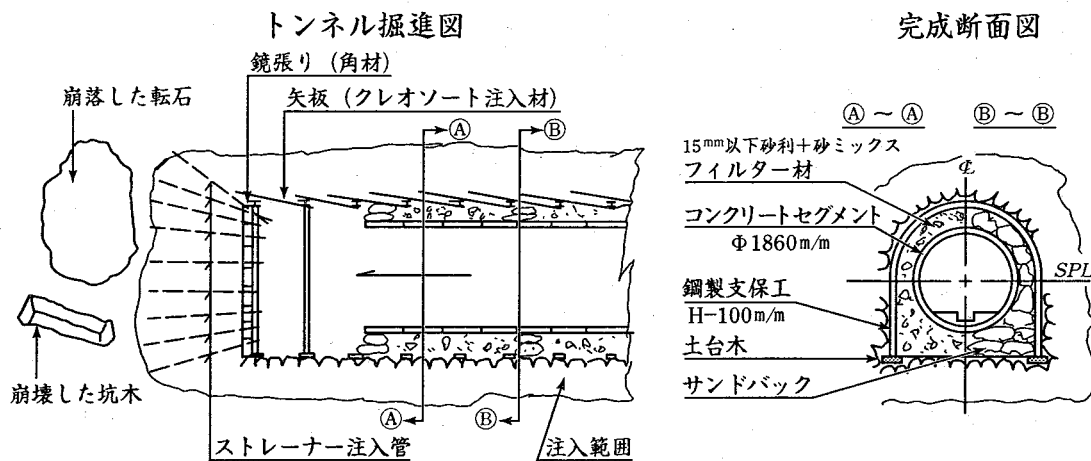 トンネル掘進図
鏡張り (角材)
崩落した転石
矢板 (クレオソート注入材)
Ⓐ
Ⓑ
崩壊した坑木
Ⓐ
Ⓑ
ストレーナー注入管
注入範囲
完成断面図
Ⓐ ~ Ⓐ
Ⓑ ~ Ⓑ
15mm以下砂利+砂ミックス
フィルター材
℄
コンクリートセグメント
Φ1860m/m
SPL
鋼製支保工
H-100m/m
土台木
サンドバック